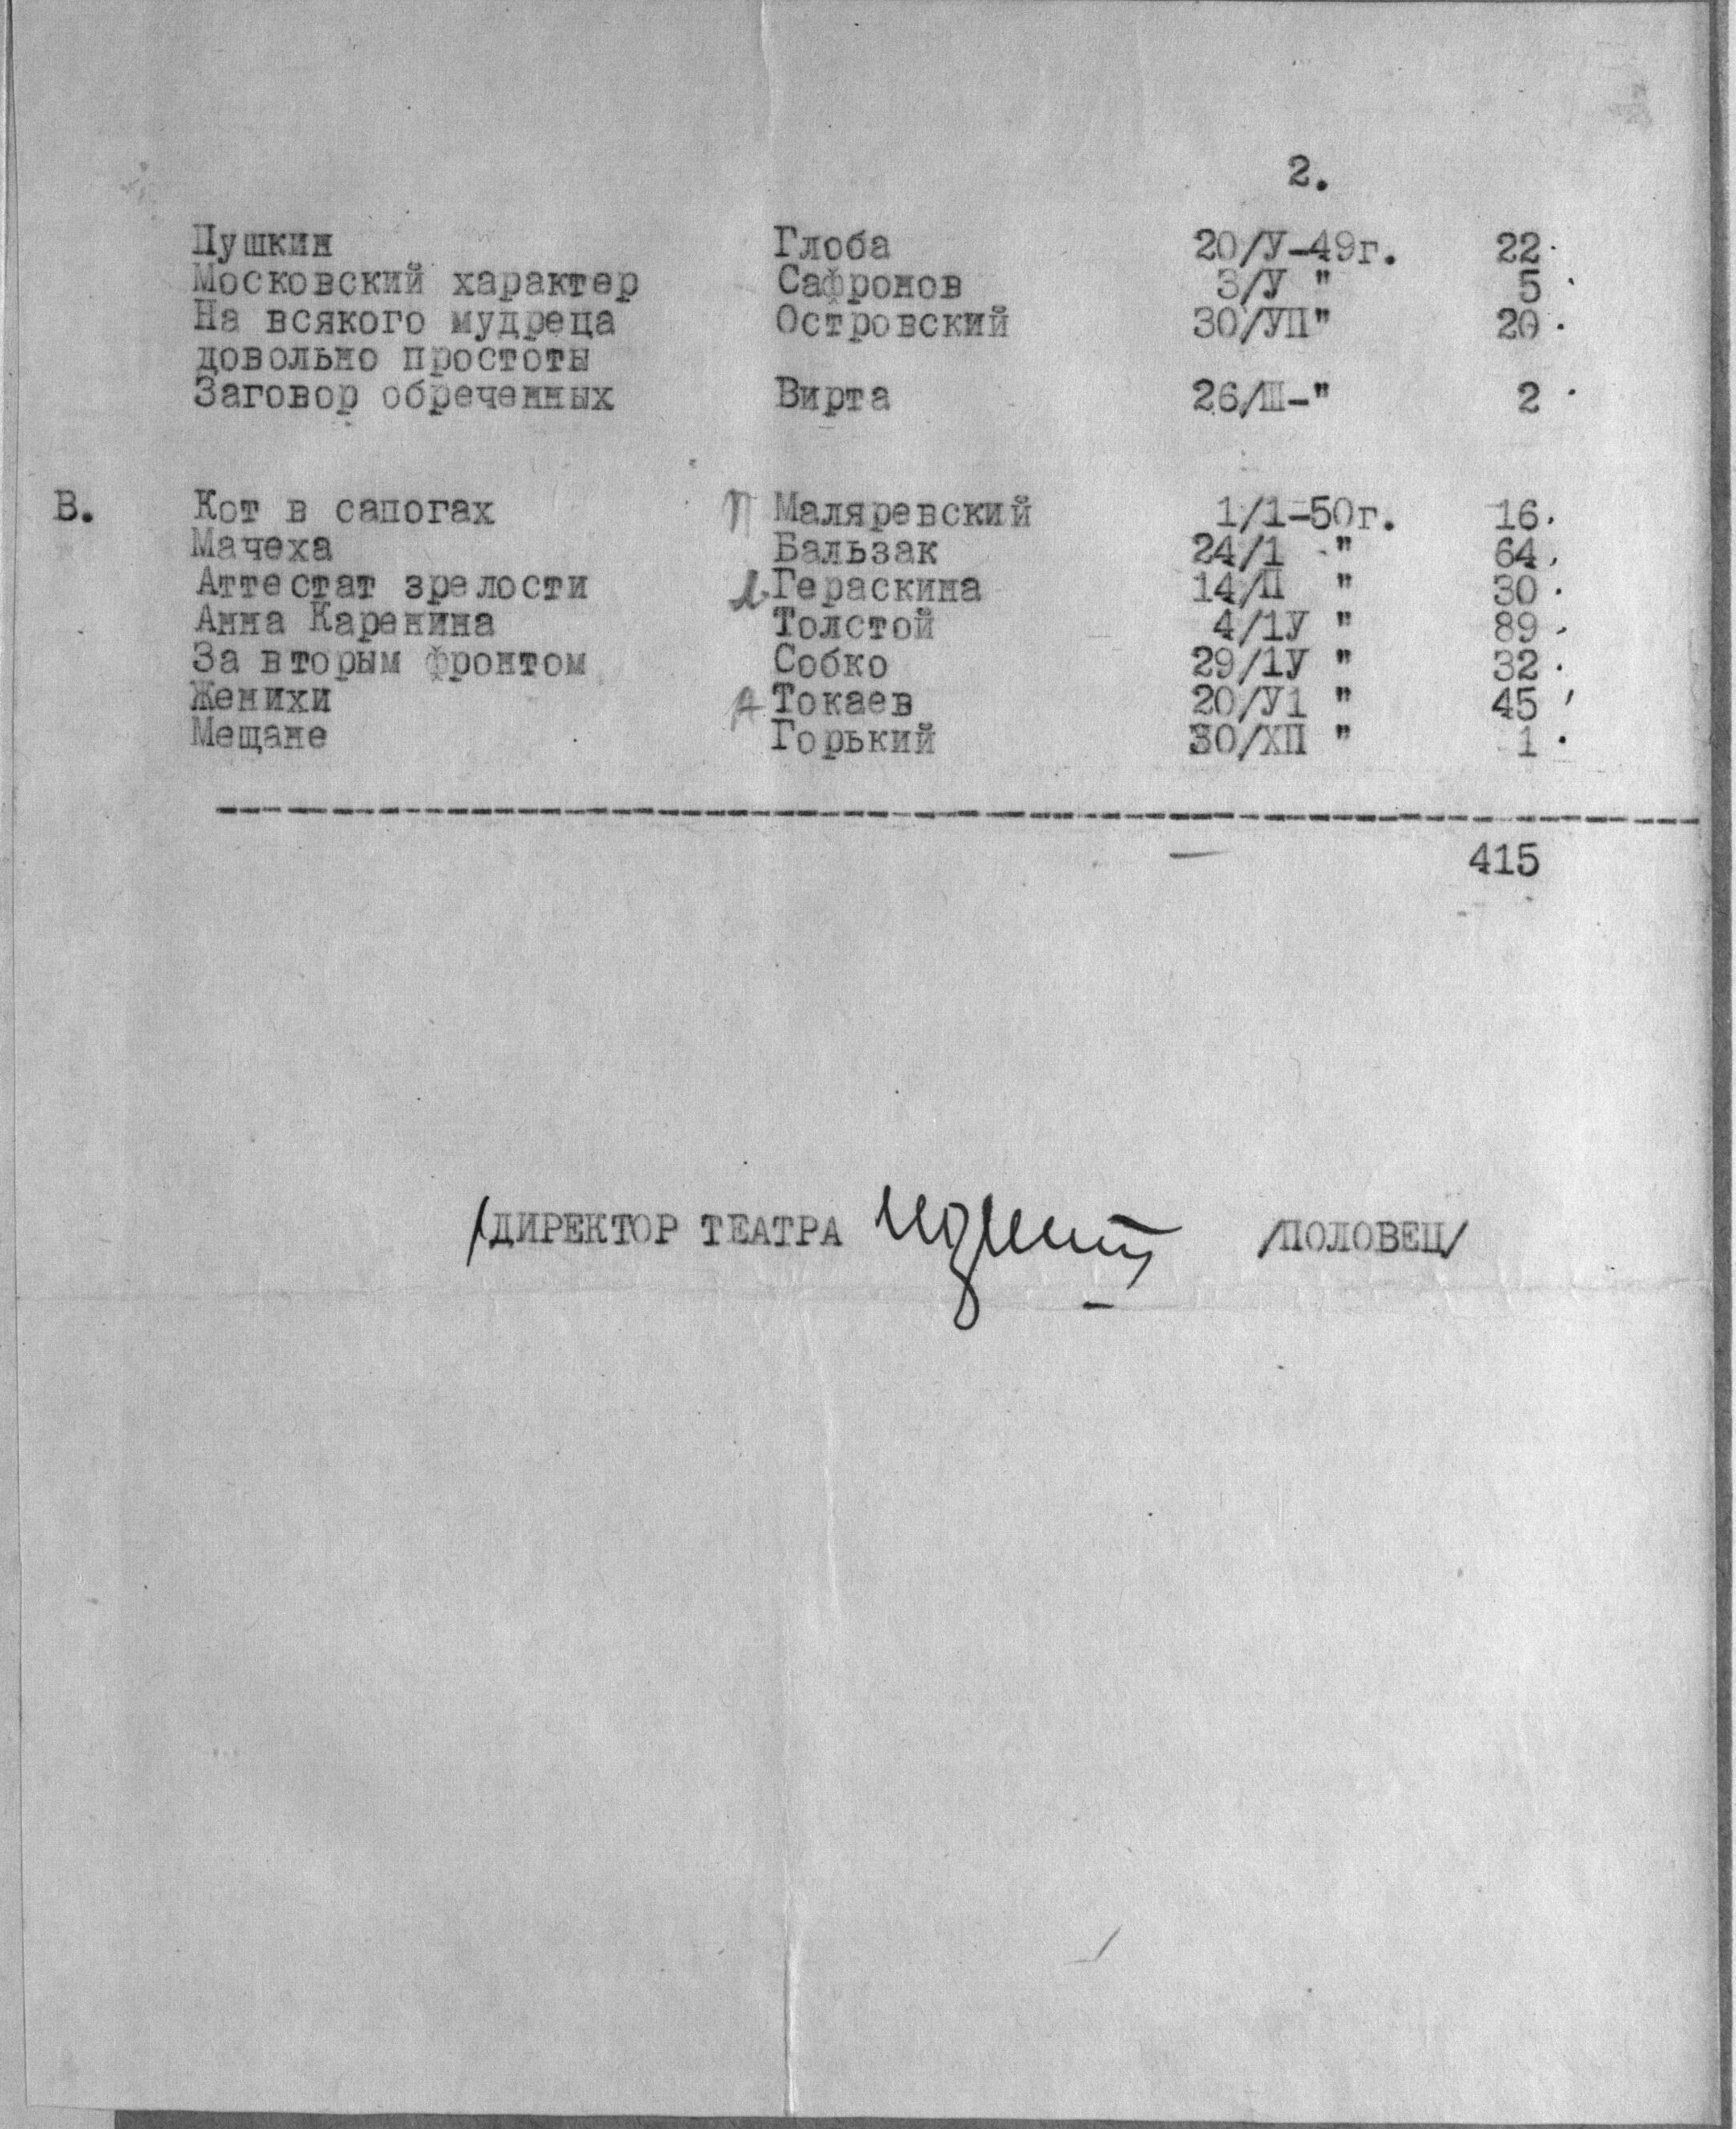 2.
Пушкин Глоба 20/У-49г. 22.
Московский характер Сафронов 3/У " 5.
На всякого мудреца Островский 30/УП" 20.
довольно простоты
Заговор обреченных Вирта 26/Ш-" 2.
В. Кот в сапогах П Маляревский 1/1-50г. 16.
Мачеха Бальзак 24/1 -" 64.
Аттестат зрелости Гераскина 14/П " 30.
Анна Каренина Толстой 4/1У " 89.
За вторым фронтом Собко 29/1У " 32.
Женихи А Токаев 20/У1 " 45
Мещане Горький 30/ХП " 1.
415
/ДИРЕКТОР ТЕАТРА /ПОЛОВЕЦ/